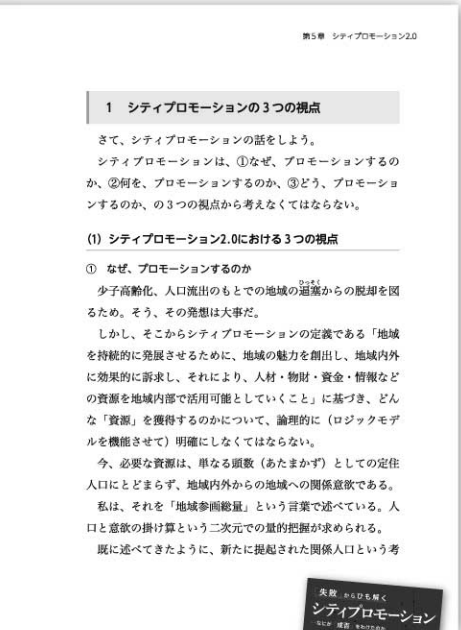 第5章 シティプロモーション2.0
1 シティプロモーションの3つの視点
さて、シティプロモーションの話をしよう。
シティプロモーションは、①なぜ、プロモーションするの
か、②何を、プロモーションするのか、③どう、プロモーショ
ンするのか、の3つの視点から考えなくてはならない。
(1) シティプロモーション2.0における3つの視点
① なぜ、プロモーションするのか
ひっそく
少子高齢化、人口流出のもとでの地域の逼塞からの脱却を図
るため。そう、その発想は大事だ。
しかし、そこからシティプロモーションの定義である「地域
を持続的に発展させるために、地域の魅力を創出し、地域内外
に効果的に訴求し、それにより、人材・物財・資金・情報など
の資源を地域内部で活用可能としていくこと」に基づき、どん
な「資源」を獲得するのかについて、論理的に（ロジックモデ
ルを機能させて）明確にしなくてはならない。
今、必要な資源は、単なる頭数（あたまかず）としての定住
人口にとどまらず、地域内外からの地域への関係意欲である。
私は、それを「地域参画総量」という言葉で述べている。人
口と意欲の掛け算という二次元での量的把握が求められる。
既に述べてきたように、新たに提起された関係人口という考
「失敗」からひも解く
シティプロモーション
なにが「成否」をわけたのか